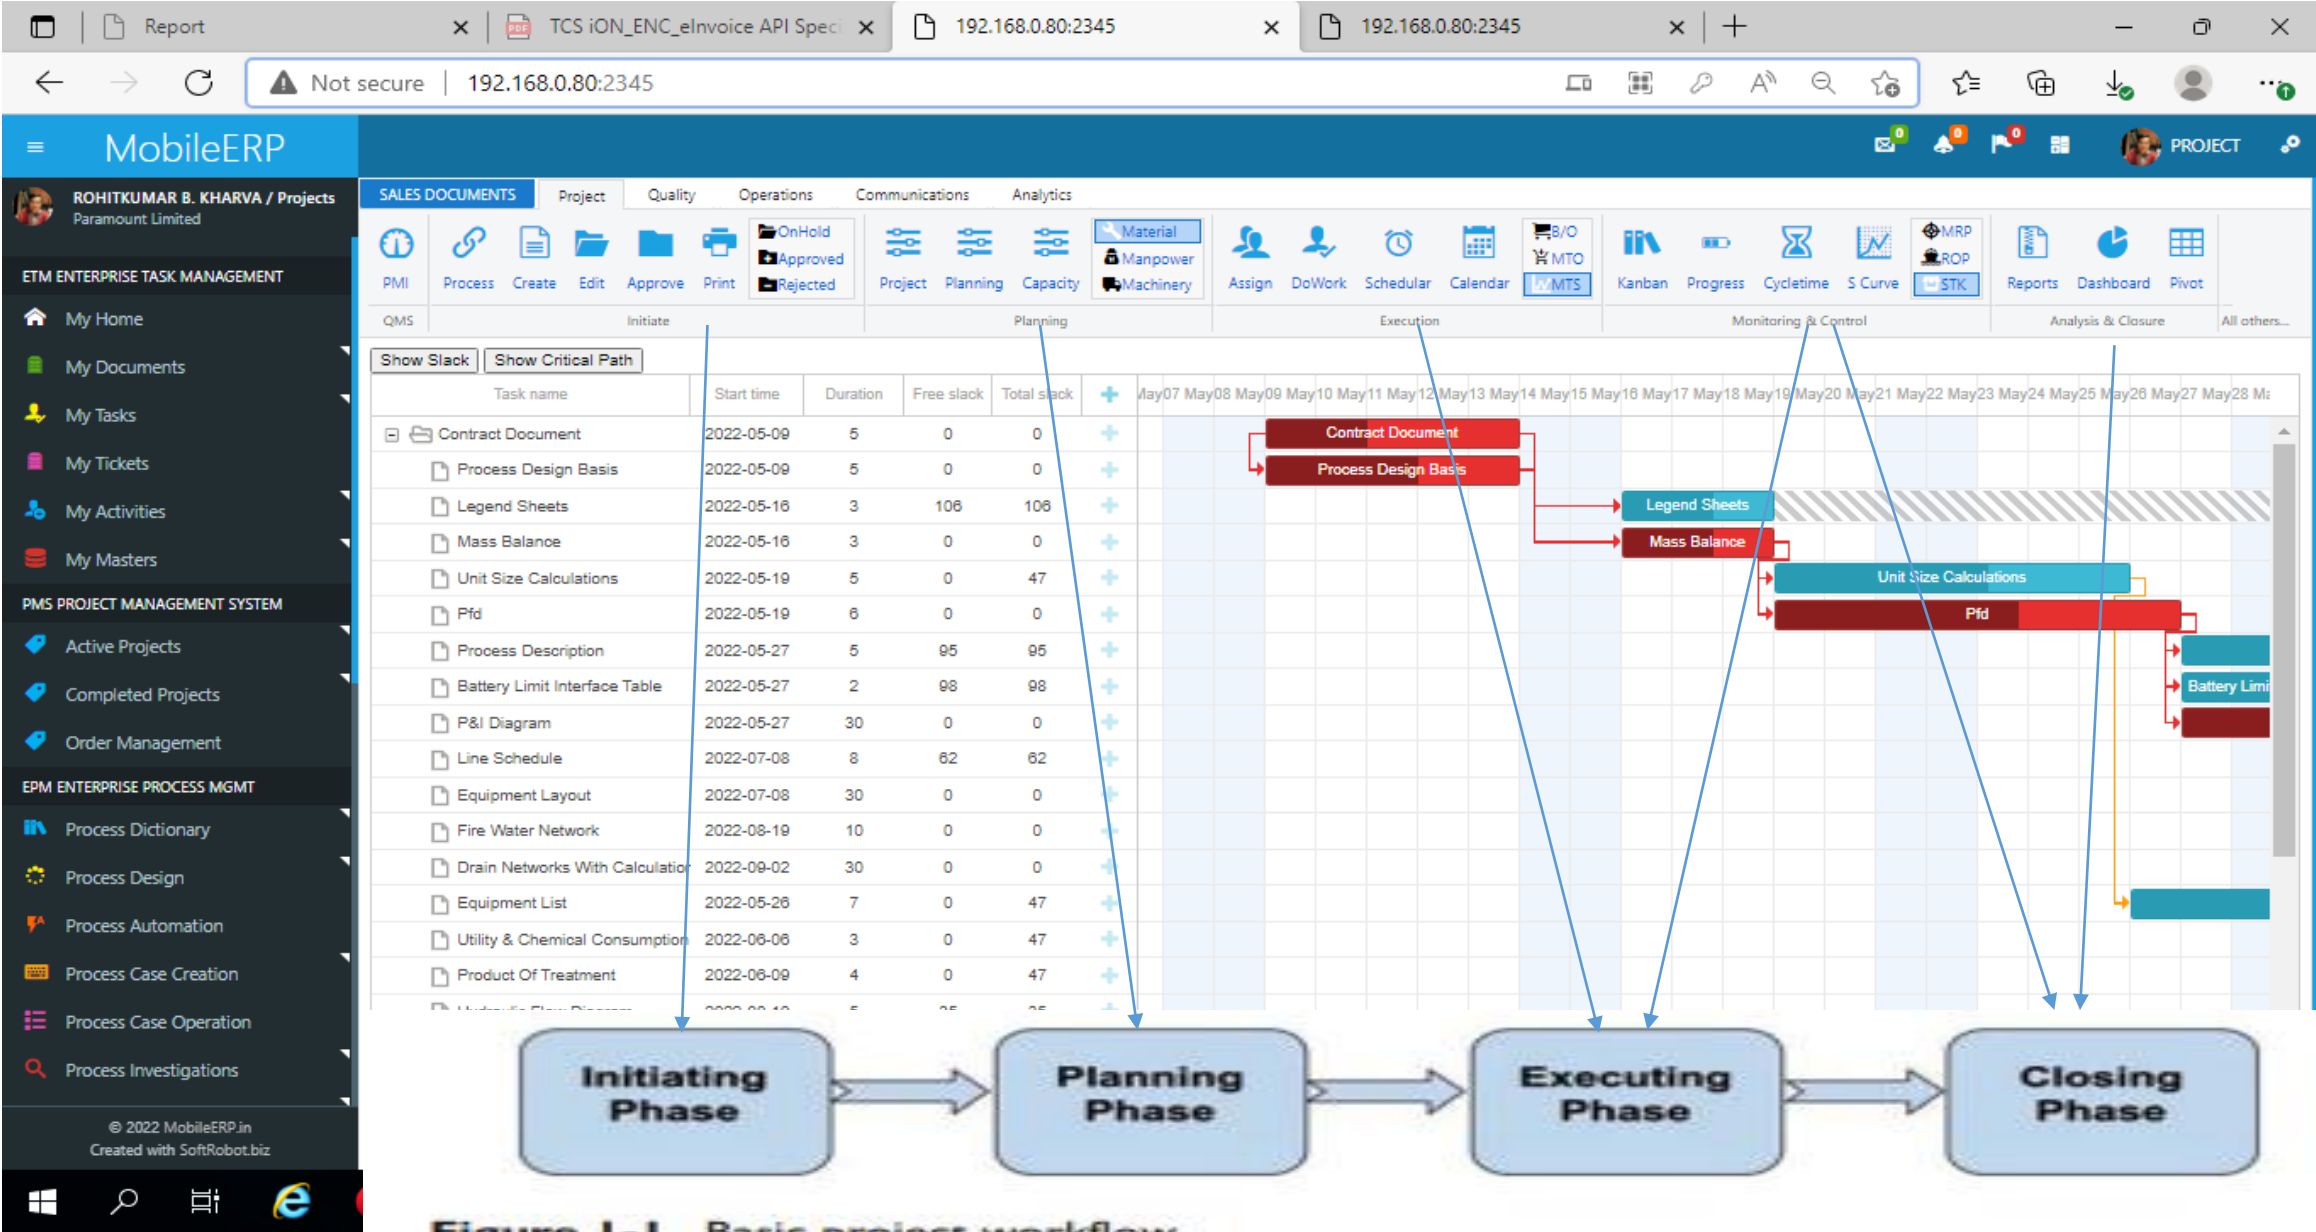 Report
TCS iON_ENC_eInvoice API Speci
192.168.0.80:2345
192.168.0.80:2345
Not secure
192.168.0.80:2345
MobileERP
0
0
0
PROJECT
ROHITKUMAR B. KHARVA / Projects
Paramount Limited
ETM ENTERPRISE TASK MANAGEMENT
My Home
My Documents
My Tasks
My Tickets
My Activities
My Masters
PMS PROJECT MANAGEMENT SYSTEM
Active Projects
Completed Projects
Order Management
EPM ENTERPRISE PROCESS MGMT
Process Dictionary
Process Design
Process Automation
Process Case Creation
Process Case Operation
Process Investigations
© 2022 MobileERP.in
Created with SoftRobot.biz
SALES DOCUMENTS Project Quality Operations Communications Analytics
PMI Process Create Edit Approve Print
OnHold
Approved
Rejected
Project Planning Capacity
Material
Manpower
Machinery
Assign DoWork Schedular Calendar
B/O
MTO
MTS
Kanban Progress Cycletime S Curve
MRP
ROP
STK
Reports Dashboard Pivot
QMS Initiate Planning Execution Monitoring & Control Analysis & Closure All others...
Show Slack Show Critical Path
Task name Start time Duration Free slack Total slack May07 May08 May09 May10 May11 May12 May13 May14 May15 May16 May17 May18 May19 May20 May21 May22 May23 May24 May25 May26 May27 May28 Ma
Contract Document 2022-05-09 5 0 0 Contract Document
Process Design Basis 2022-05-09 5 0 0 Process Design Basis
Legend Sheets 2022-05-16 3 106 106 Legend Sheets
Mass Balance 2022-05-16 3 0 0 Mass Balance
Unit Size Calculations 2022-05-19 5 0 47 Unit Size Calculations
Pfd 2022-05-19 6 0 0 Pfd
Process Description 2022-05-27 5 95 95
Battery Limit Interface Table 2022-05-27 2 98 98 Battery Limi
P&I Diagram 2022-05-27 30 0 0
Line Schedule 2022-07-08 8 62 62
Equipment Layout 2022-07-08 30 0 0
Fire Water Network 2022-08-19 10 0 0
Drain Networks With Calculation 2022-09-02 30 0 0
Equipment List 2022-05-26 7 0 47
Utility & Chemical Consumption 2022-06-06 3 0 47
Product Of Treatment 2022-06-09 4 0 47
Initiating
Phase
Planning
Phase
Executing
Phase
Closing
Phase
Figure 1-1 Basic project workflow